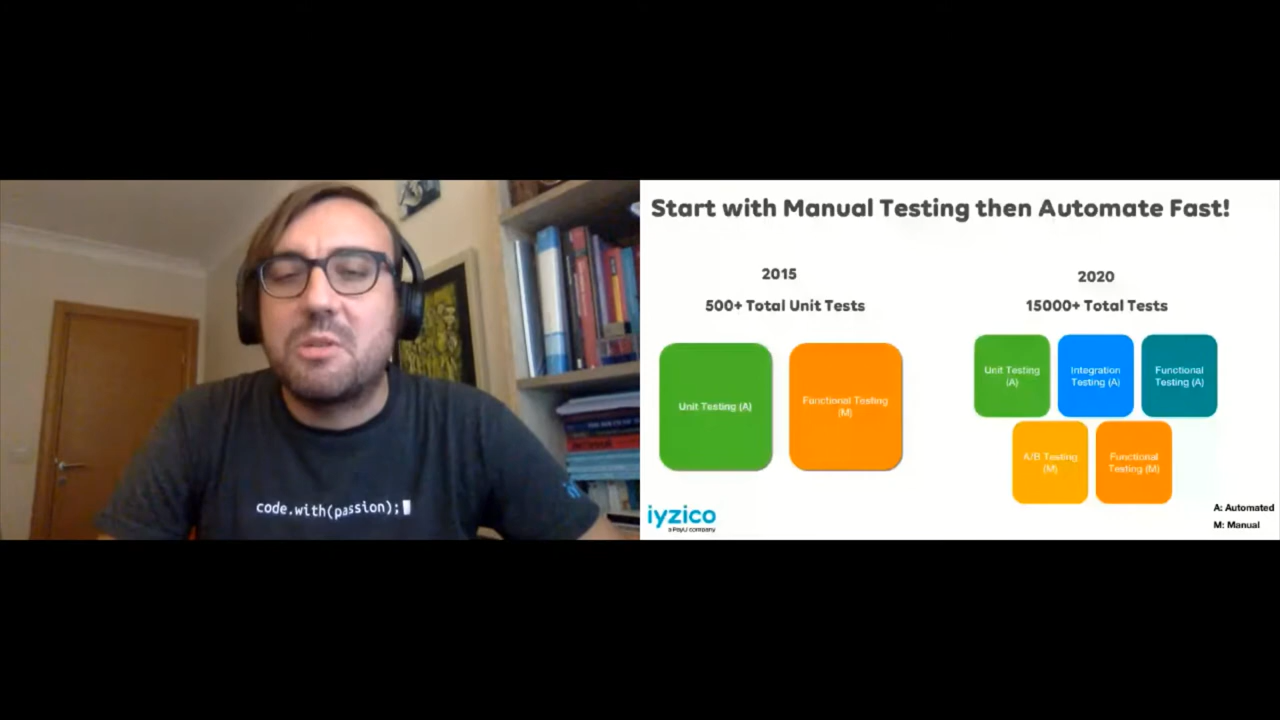 code.with(passion);
Start with Manual Testing then Automate Fast!
2015
500+ Total Unit Tests
Unit Testing (A)
Functional Testing
(M)
2020
15000+ Total Tests
Unit Testing
(A)
Integration
Testing (A)
Functional
Testing (A)
A/B Testing
(M)
Functional
Testing (M)
iyzico
a PayU company
A: Automated
M: Manual